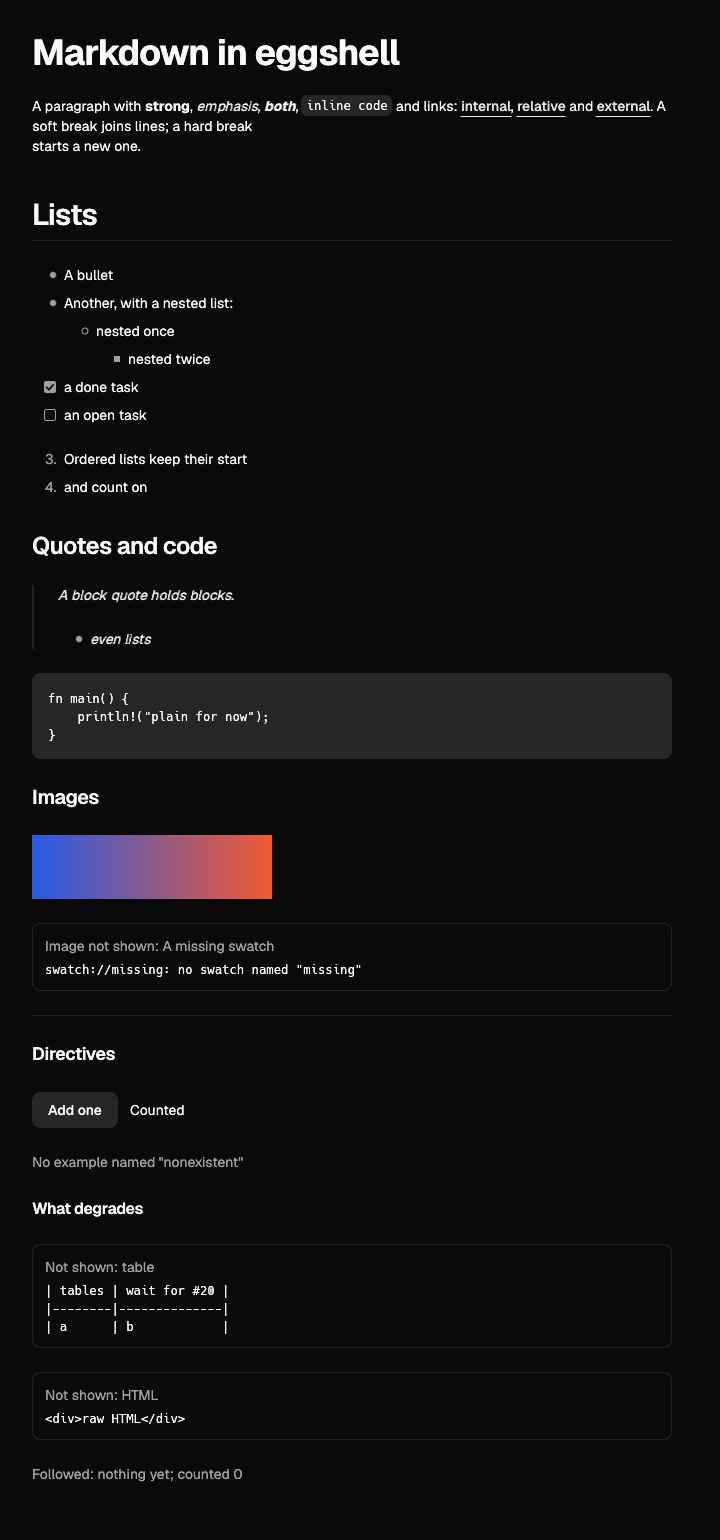 Markdown in eggshell
A paragraph with strong, emphasis, both, inline code and links: internal, relative and external. A
soft break joins lines; a hard break
starts a new one.
Lists
A bullet
Another, with a nested list:
nested once
nested twice
a done task
an open task
3. Ordered lists keep their start
4. and count on
Quotes and code
A block quote holds blocks.
even lists
fn main() {
    println!("plain for now");
}
Images
Image not shown: A missing swatch
swatch://missing: no swatch named "missing"
Directives
Add one Counted
No example named "nonexistent"
What degrades
Not shown: table
| tables | wait for #20 |
|--------|--------------|
| a      | b            |
Not shown: HTML
<div>raw HTML</div>
Followed: nothing yet; counted 0